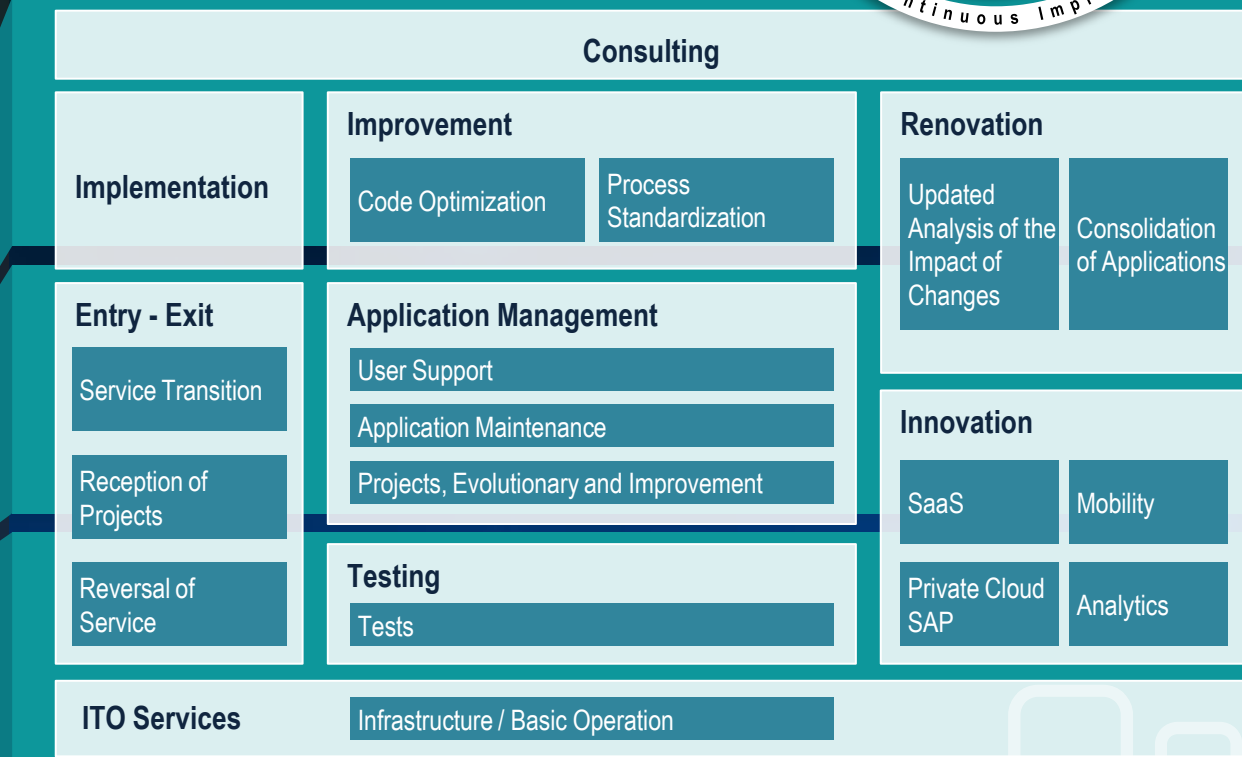 ntinuous Imp
Consulting
Implementation
Improvement
Code Optimization
Process
Standardization
Renovation
Updated
Analysis of the
Impact of
Changes
Consolidation
of Applications
Entry - Exit
Service Transition
Reception of
Projects
Reversal of
Service
Application Management
User Support
Application Maintenance
Projects, Evolutionary and Improvement
Testing
Tests
Innovation
SaaS
Mobility
Private Cloud
SAP
Analytics
ITO Services
Infrastructure / Basic Operation